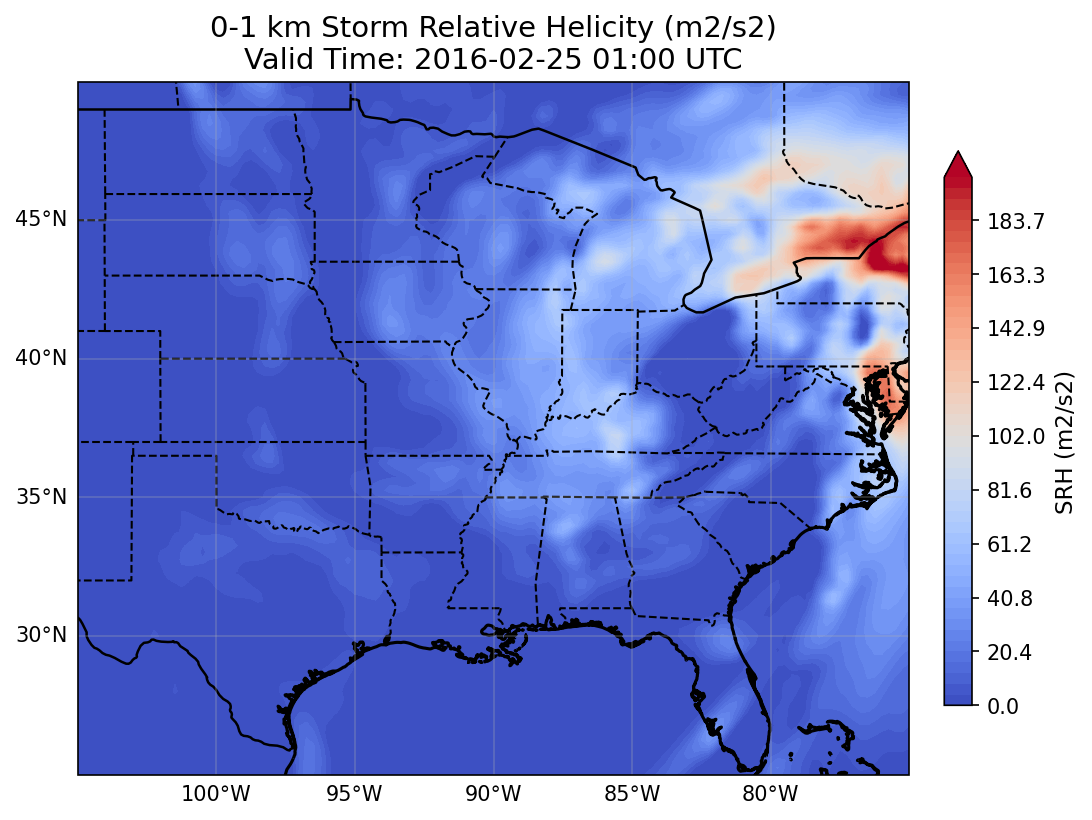 0-1 km Storm Relative Helicity (m2/s2)
Valid Time: 2016-02-25 01:00 UTC
45°N
40°N
35°N
30°N
100°W
95°W
90°W
85°W
80°W
183.7
163.3
142.9
122.4
102.0
81.6
61.2
40.8
20.4
0.0
SRH (m2/s2)